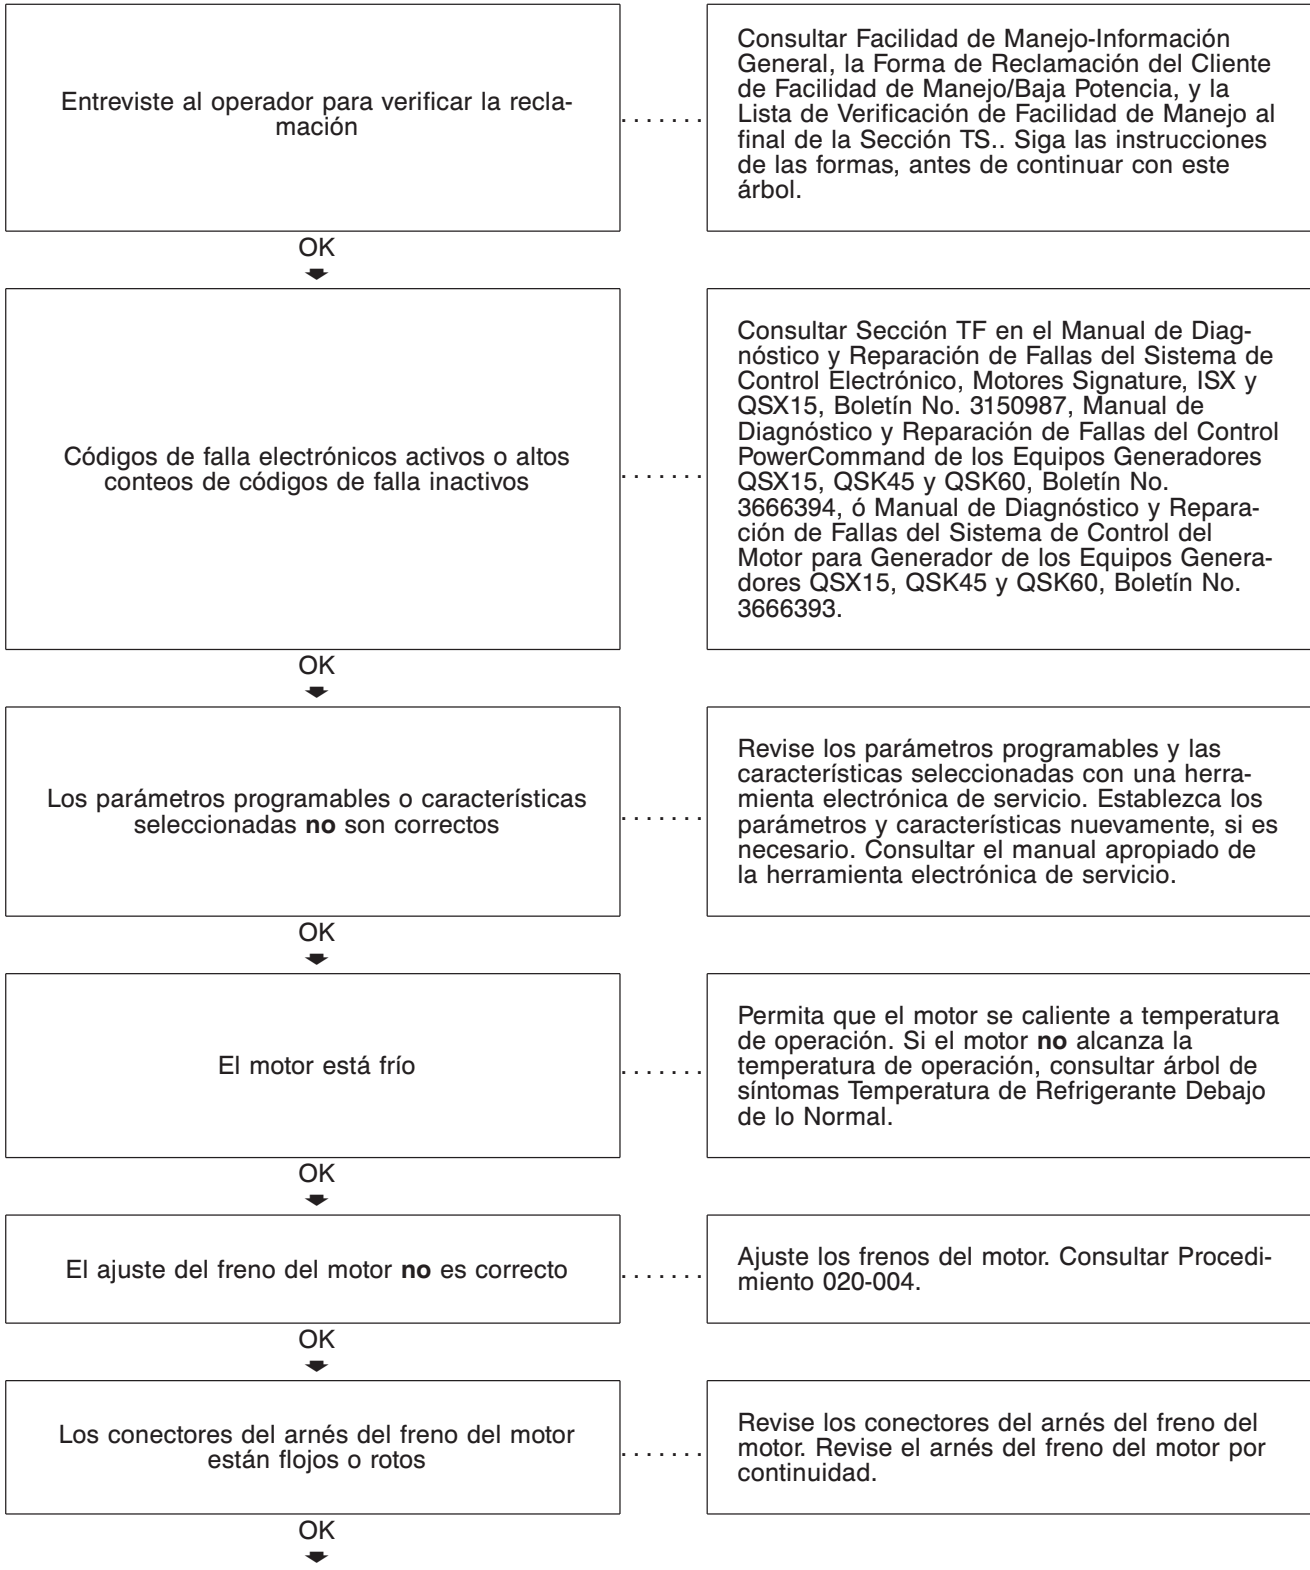 Entreviste al operador para verificar la recla-
mación
. . . . . . .
Consultar Facilidad de Manejo-Información
General, la Forma de Reclamación del Cliente
de Facilidad de Manejo/Baja Potencia, y la
Lista de Verificación de Facilidad de Manejo al
final de la Sección TS.. Siga las instrucciones
de las formas, antes de continuar con este
árbol.
OK
Códigos de falla electrónicos activos o altos
conteos de códigos de falla inactivos
. . . . . . .
Consultar Sección TF en el Manual de Diag-
nóstico y Reparación de Fallas del Sistema de
Control Electrónico, Motores Signature, ISX y
QSX15, Boletín No. 3150987, Manual de
Diagnóstico y Reparación de Fallas del Control
PowerCommand de los Equipos Generadores
QSX15, QSK45 y QSK60, Boletín No.
3666394, ó Manual de Diagnóstico y Repara-
ción de Fallas del Sistema de Control del
Motor para Generador de los Equipos Genera-
dores QSX15, QSK45 y QSK60, Boletín No.
3666393.
OK
Los parámetros programables o características
seleccionadas no son correctos
. . . . . . .
Revise los parámetros programables y las
características seleccionadas con una herra-
mienta electrónica de servicio. Establezca los
parámetros y características nuevamente, si es
necesario. Consultar el manual apropiado de
la herramienta electrónica de servicio.
OK
El motor está frío
. . . . . . .
Permita que el motor se caliente a temperatura
de operación. Si el motor no alcanza la
temperatura de operación, consultar árbol de
síntomas Temperatura de Refrigerante Debajo
de lo Normal.
OK
El ajuste del freno del motor no es correcto
. . . . . . .
Ajuste los frenos del motor. Consultar Procedi-
miento 020-004.
OK
Los conectores del arnés del freno del motor
están flojos o rotos
. . . . . . .
Revise los conectores del arnés del freno del
motor. Revise el arnés del freno del motor por
continuidad.
OK